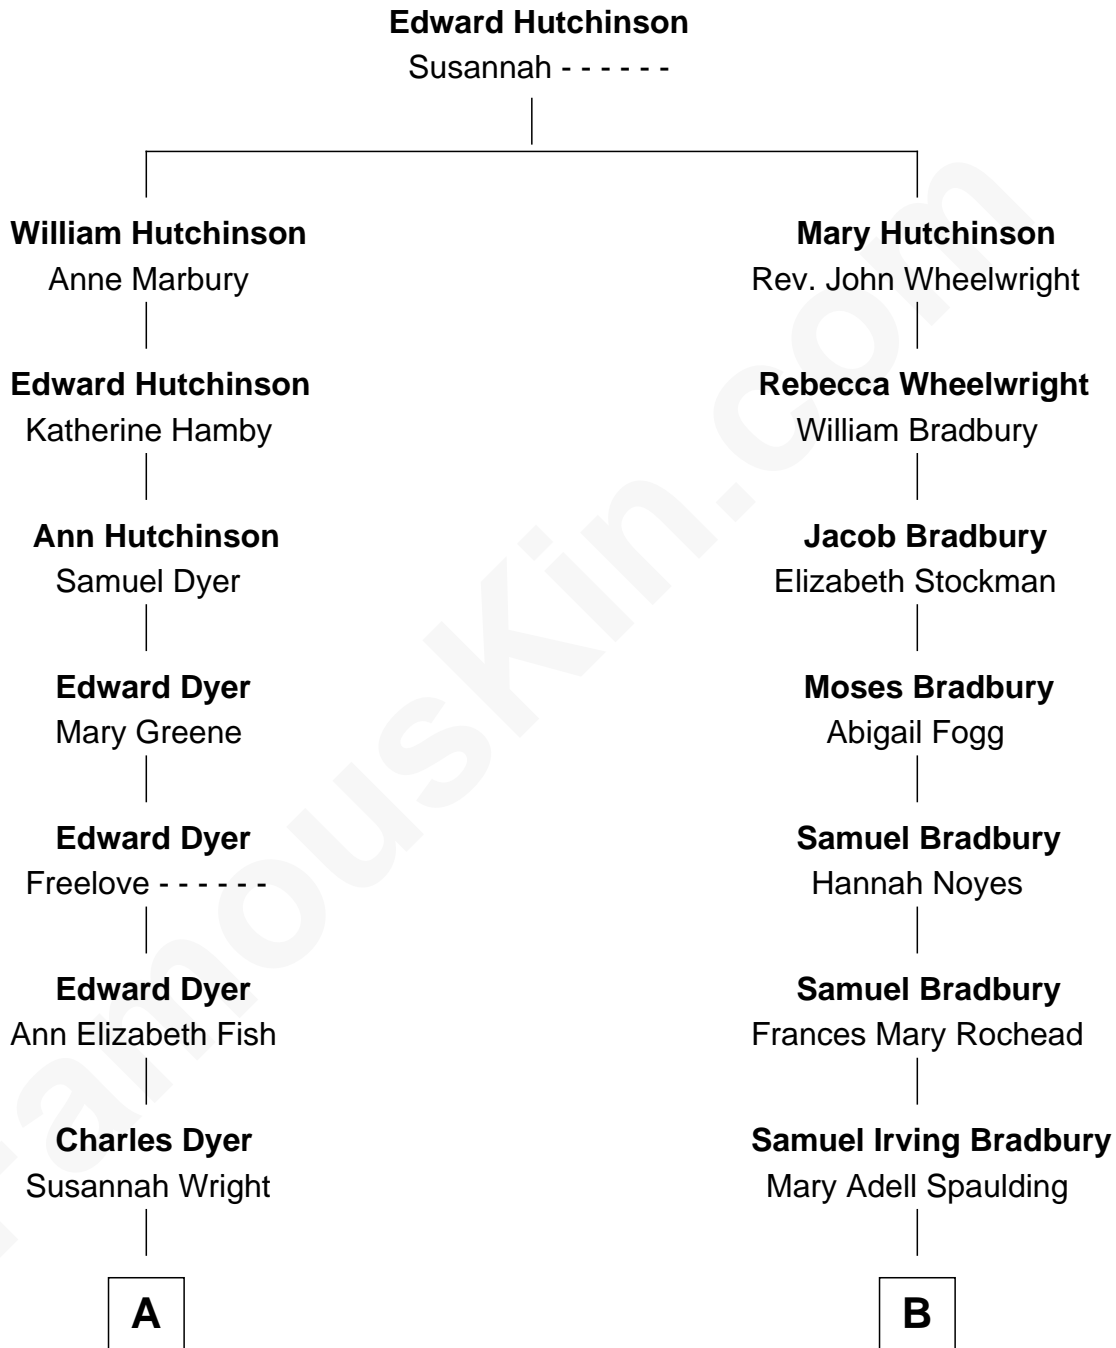 Edward Hutchinson
Susannah - - - - - -
William Hutchinson
Anne Marbury
Edward Hutchinson
Katherine Hamby
Ann Hutchinson
Samuel Dyer
Edward Dyer
Mary Greene
Edward Dyer
Freelove - - - - - -
Edward Dyer
Ann Elizabeth Fish
Charles Dyer
Susannah Wright
A
Mary Hutchinson
Rev. John Wheelwright
Rebecca Wheelwright
William Bradbury
Jacob Bradbury
Elizabeth Stockman
Moses Bradbury
Abigail Fogg
Samuel Bradbury
Hannah Noyes
Samuel Bradbury
Frances Mary Rochead
Samuel Irving Bradbury
Mary Adell Spaulding
B
FamousKin.com